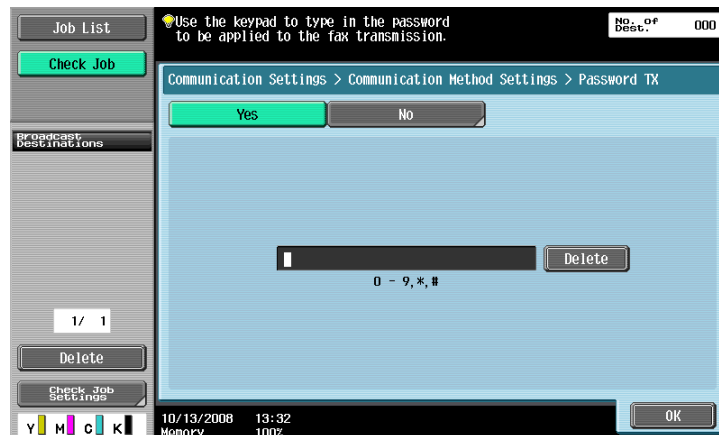 Job List
Check Job
Use the keypad to type in the password
to be applied to the fax transmission.
No. of
Dest.
000
Communication Settings > Communication Method Settings > Password TX
Yes
No
Broadcast
Destinations
Delete
0 - 9,*,#
1/ 1
Delete
Check Job
Settings
OK
Y M C K
10/13/2008 13:32
Memory 100%